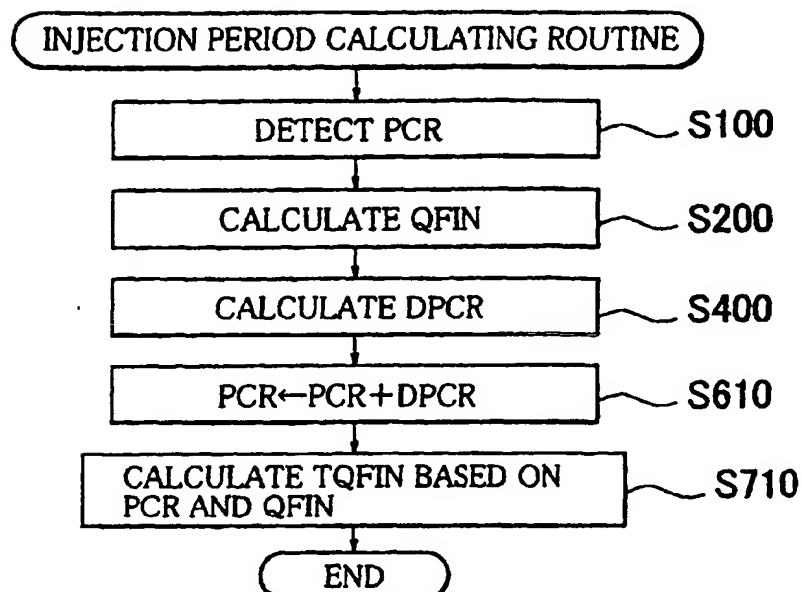 INJECTION PERIOD CALCULATING ROUTINE
DETECT PCR
S100
CALCULATE QFIN
S200
CALCULATE DPCR
S400
PCR←PCR+DPCR
S610
CALCULATE TQFIN BASED ON
PCR AND QFIN
S710
END